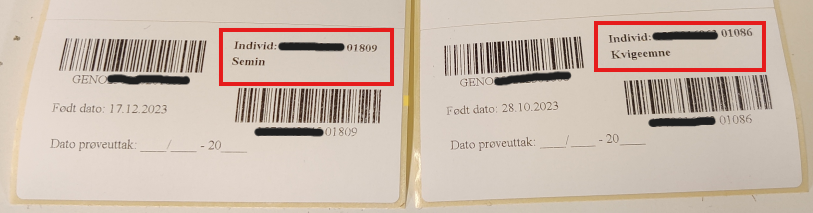 Individ: 01809
Semin
GENO
Født dato: 17.12.2023
01809
Dato prøveuttak: ____/____ - 20____
Individ: 01086
Kvigeemne
GENO
Født dato: 28.10.2023
01086
Dato prøveuttak: ____/____ - 20____